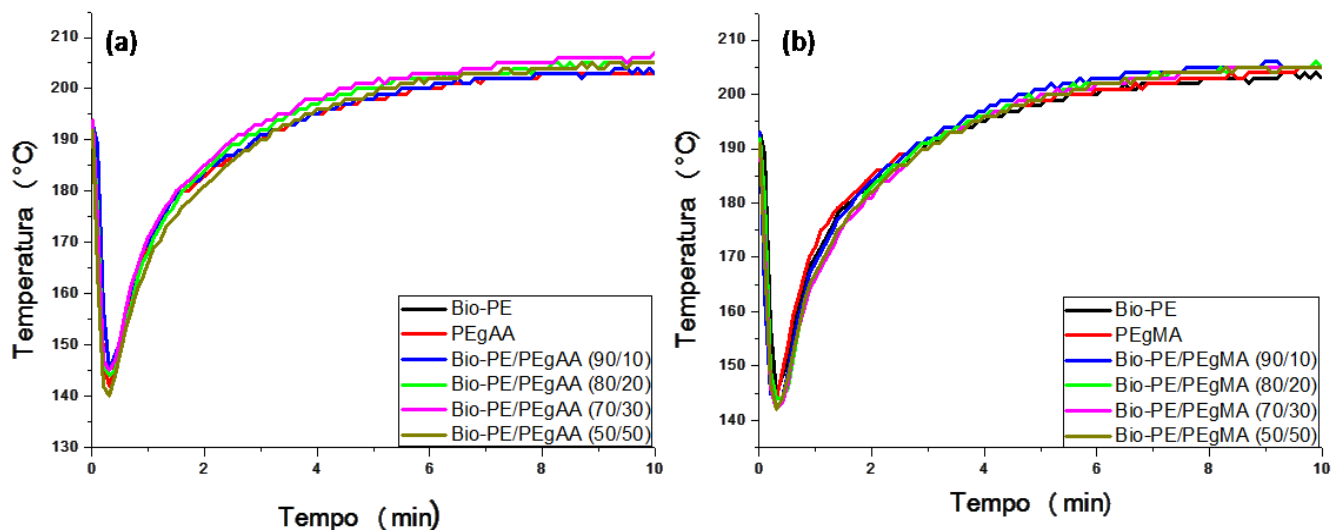 (a)
Temperatura (°C)
210
205
200
190
180
170
160
150
140
130
0
2
4
6
8
10
Tempo (min)
Bio-PE
PEgAA
Bio-PE/PEgAA (90/10)
Bio-PE/PEgAA (80/20)
Bio-PE/PEgAA (70/30)
Bio-PE/PEgAA (50/50)
(b)
Temperatura (°C)
210
200
190
180
170
160
150
140
0
2
4
6
8
10
Tempo (min)
Bio-PE
PEgMA
Bio-PE/PEgMA (90/10)
Bio-PE/PEgMA (80/20)
Bio-PE/PEgMA (70/30)
Bio-PE/PEgMA (50/50)